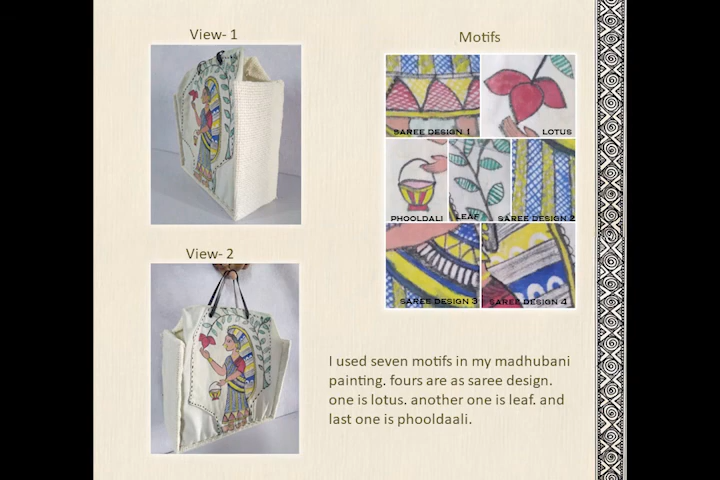 View- 1
Motifs
SAREE DESIGN 1
LOTUS
PHOOLDALI
LEAF
SAREE DESIGN 2
View- 2
SAREE DESIGN 3
SAREE DESIGN 4
I used seven motifs in my madhubani
painting. fours are as saree design.
one is lotus. another one is leaf. and
last one is phooldaali.